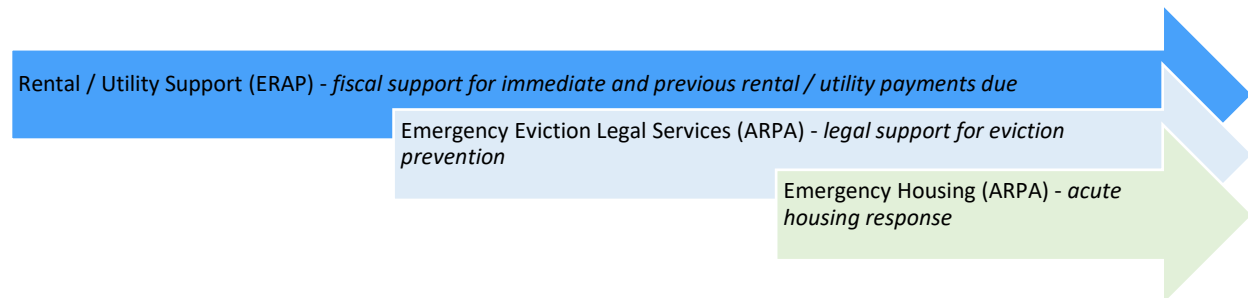 Rental / Utility Support (ERAP) - fiscal support for immediate and previous rental / utility payments due
Emergency Eviction Legal Services (ARPA) - legal support for eviction
prevention
Emergency Housing (ARPA) - acute
housing response